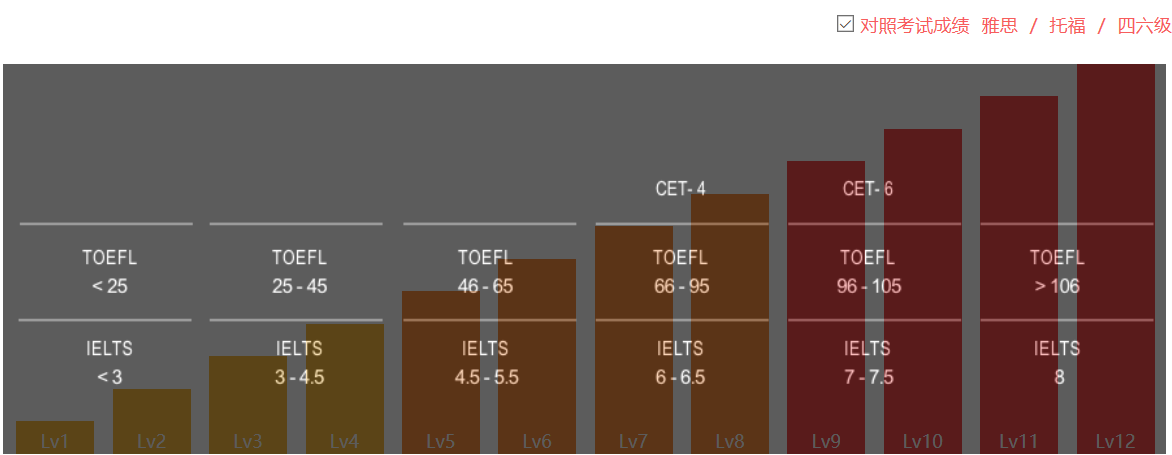 对照考试成绩 雅思 / 托福 / 四六级
CET- 4 CET- 6
TOEFL TOEFL TOEFL TOEFL TOEFL TOEFL
< 25 25 - 45 46 - 65 66 - 95 96 - 105 > 106
IELTS IELTS IELTS IELTS IELTS IELTS
< 3 3 - 4.5 4.5 - 5.5 6 - 6.5 7 - 7.5 8
Lv1 Lv2 Lv3 Lv4 Lv5 Lv6 Lv7 Lv8 Lv9 Lv10 Lv11 Lv12